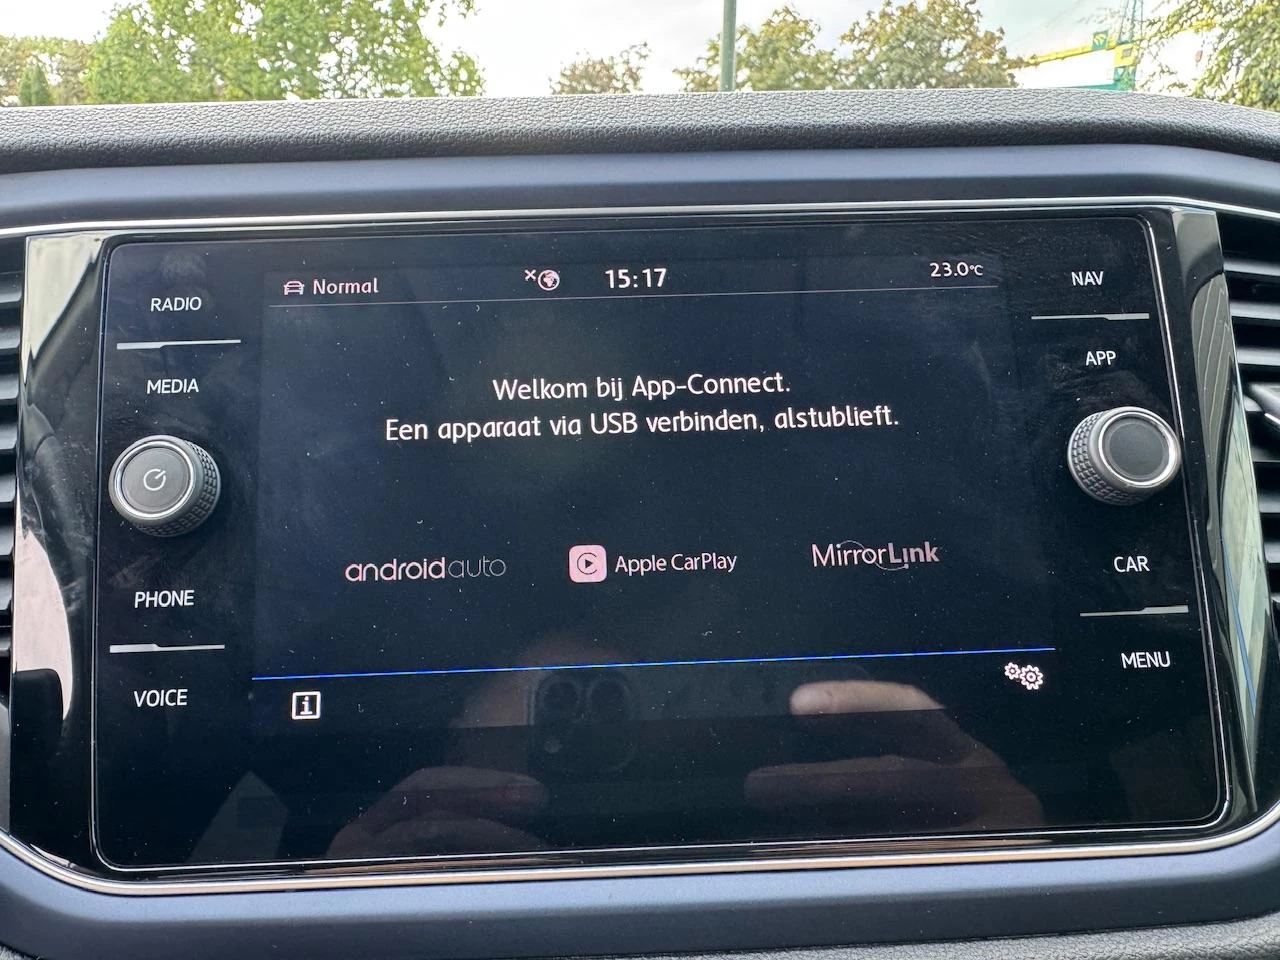 Normal 15:17 23.0°C
RADIO
MEDIA
PHONE
VOICE
Welkom bij App-Connect.
Een apparaat via USB verbinden, alstublieft.
androidauto Apple CarPlay MirrorLink
i
NAV
APP
CAR
MENU